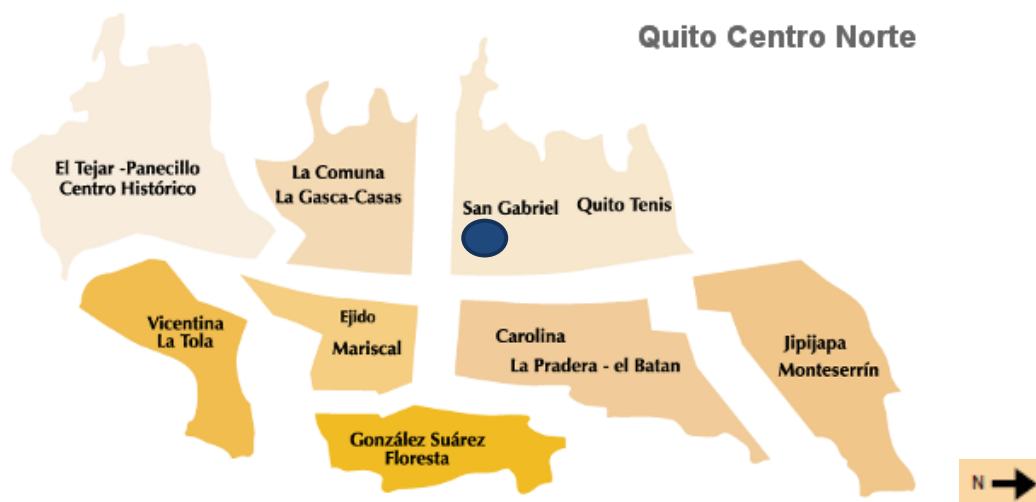 Quito Centro Norte
El Tejar -Panecillo
Centro Histórico
La Comuna
La Gasca-Casas
San Gabriel
Quito Tenis
Vicentina
La Tola
Ejido
Mariscal
Carolina
La Pradera - el Batan
Jipijapa
Monteserrín
González Suárez
Floresta
N